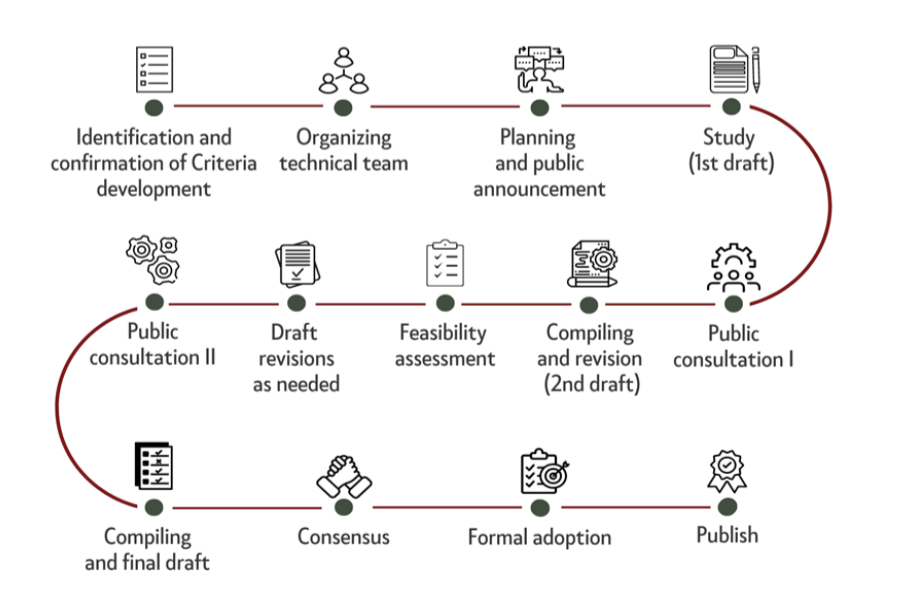 Identification and
confirmation of Criteria
development
Organizing
technical team
Planning
and public
announcement
Study
(1st draft)
Public
consultation I
Compiling
and revision
(2nd draft)
Feasibility
assessment
Draft
revisions
as needed
Public
consultation II
Compiling
and final draft
Consensus
Formal adoption
Publish